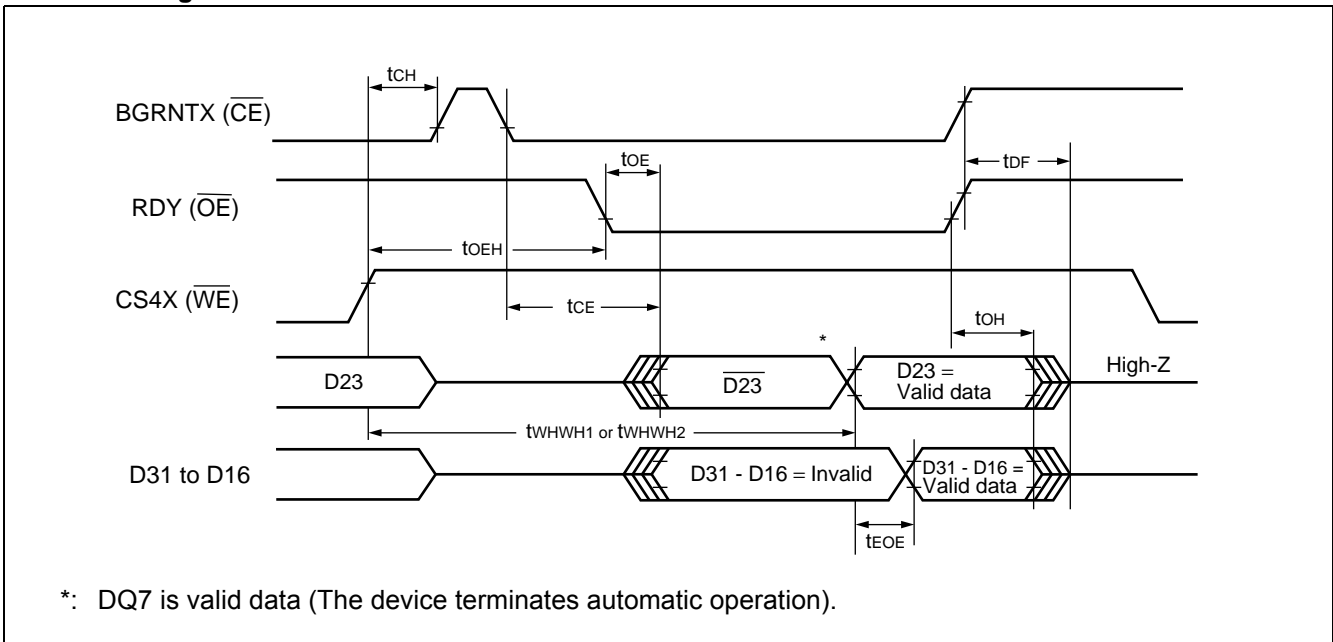 tCH
BGRNTX (CE)
tOE
tDF
RDY (OE)
tOEH
CS4X (WE)
tCE
tOH
*
D23
D23
D23 =
Valid data
High-Z
tWHWH1 or tWHWH2
D31 to D16
D31 - D16 = Invalid
D31 - D16 =
Valid data
tEOE
*: DQ7 is valid data (The device terminates automatic operation).